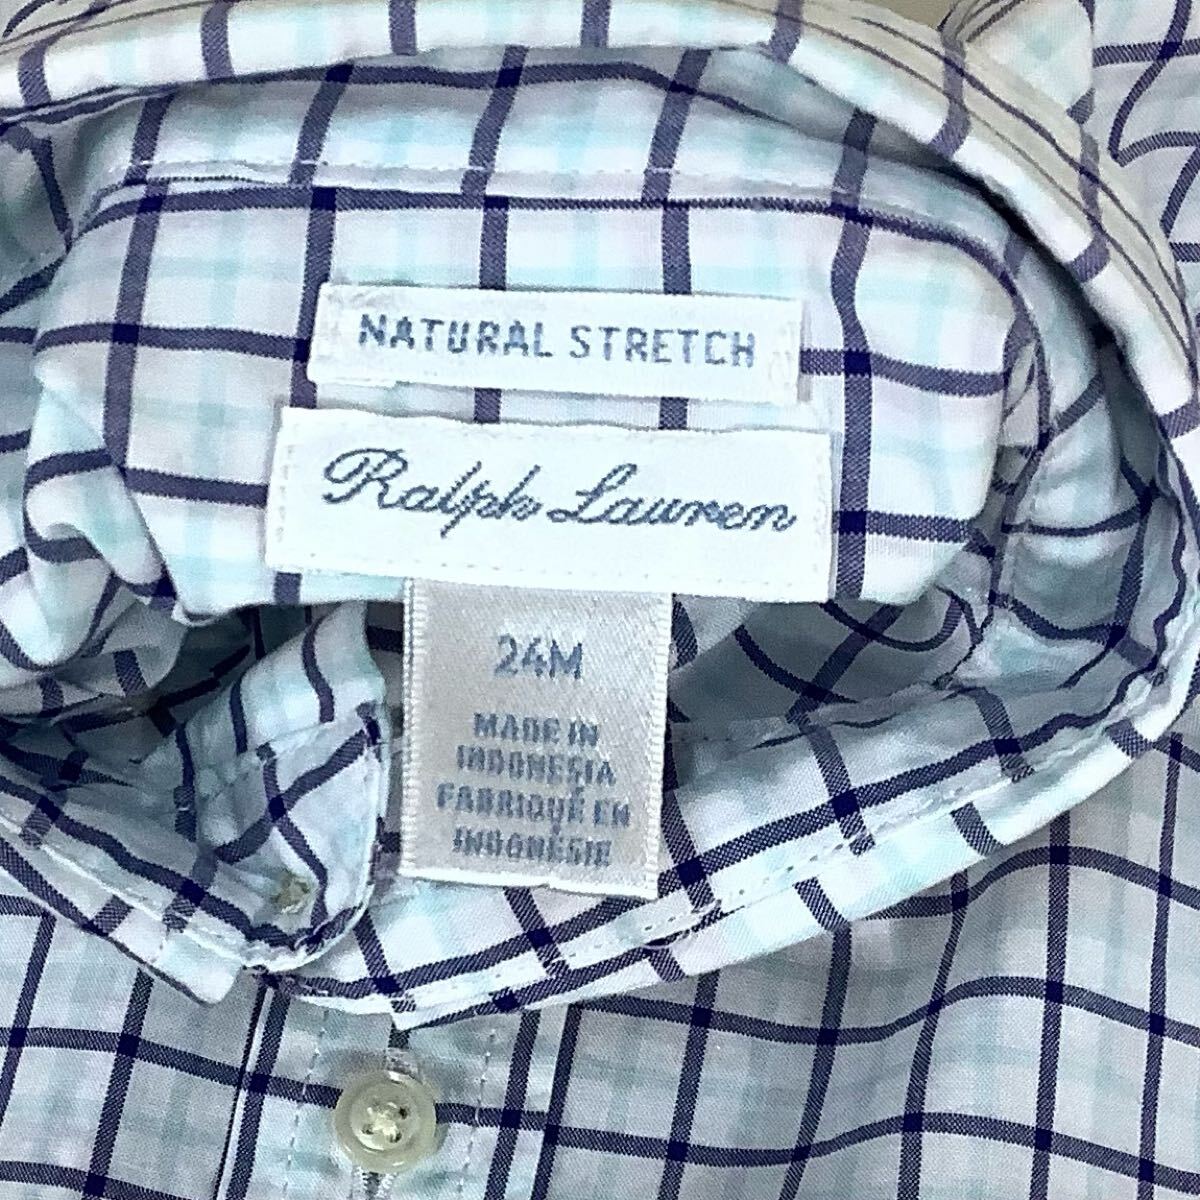 NATURAL STRETCH
Ralph Lauren
24M
MADE IN
INDONESIA
FABRIQUÉ EN
INDONÉSIE